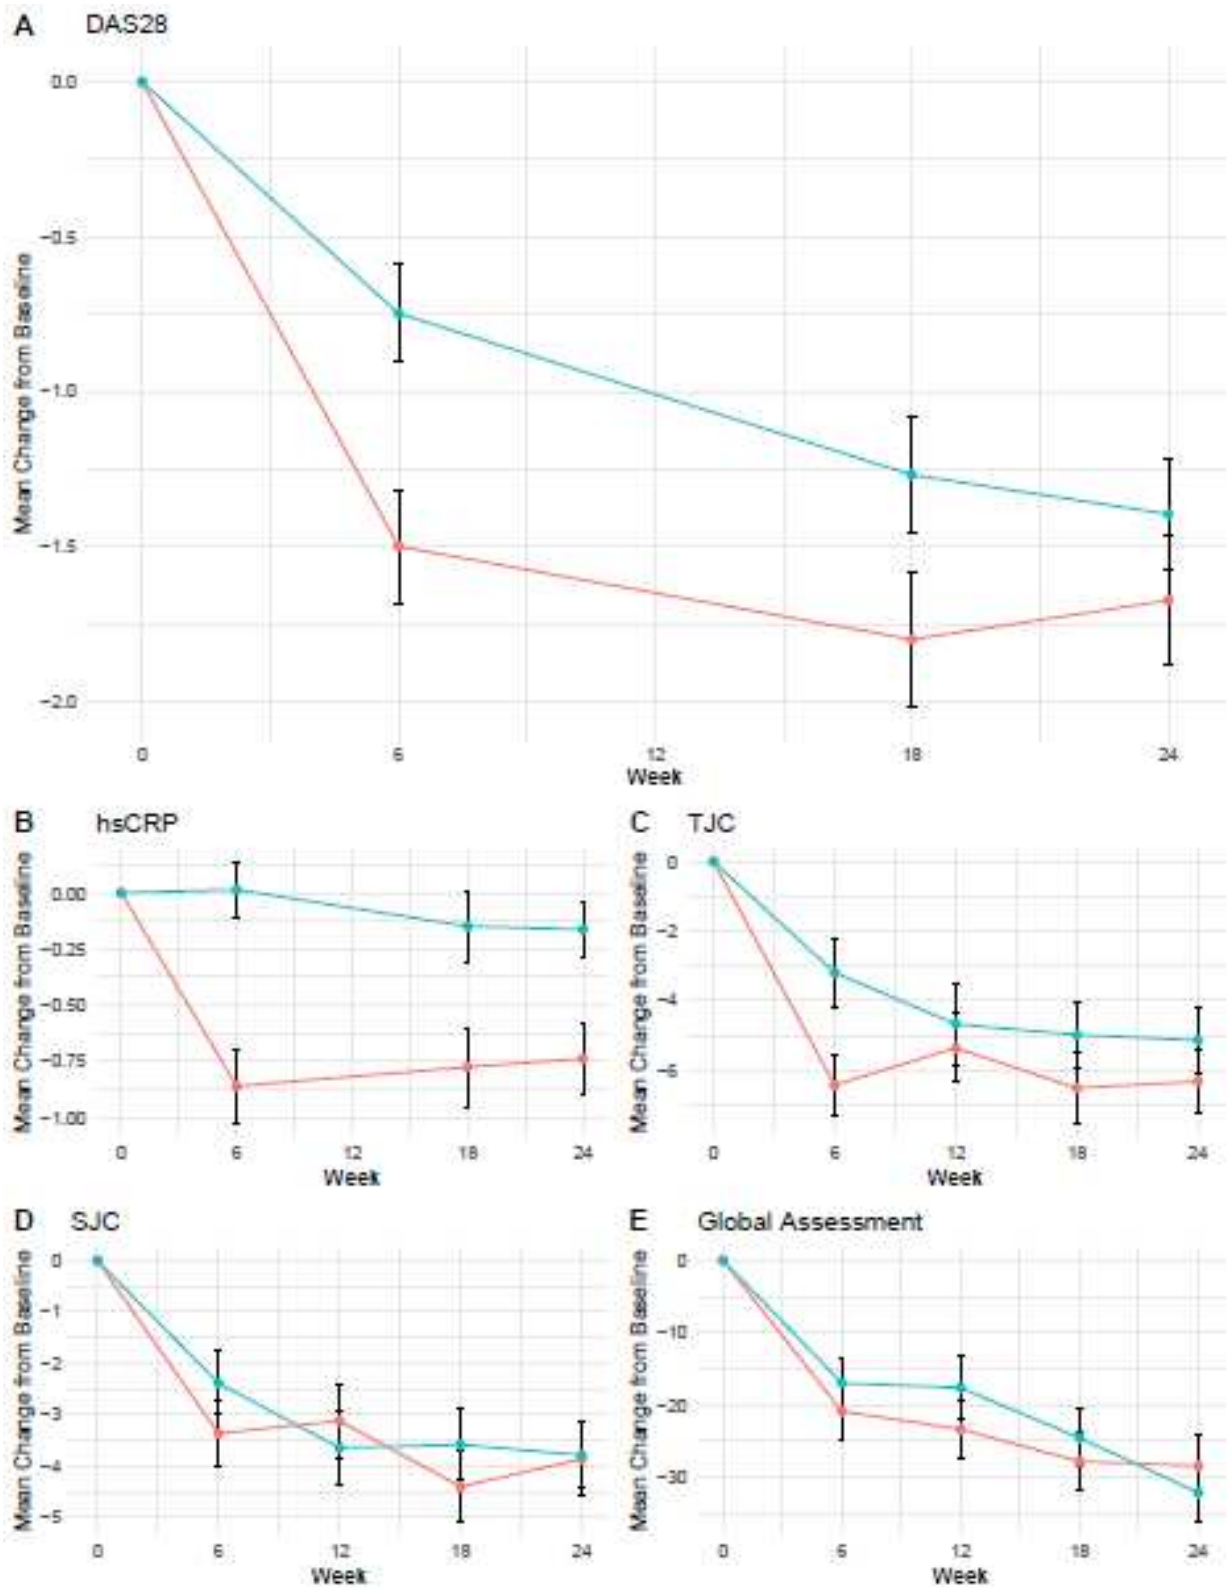 A DAS28
Mean Change from Baseline
0.0
−0.5
−1.0
−1.5
−2.0
0 6 12 18 24
Week
B hsCRP
Mean Change from Baseline
0.00
−0.25
−0.50
−0.75
−1.00
0 6 12 18 24
Week
C TJC
Mean Change from Baseline
0
−2
−4
−6
0 6 12 18 24
Week
D SJC
Mean Change from Baseline
0
−1
−2
−3
−4
−5
0 6 12 18 24
Week
E Global Assessment
Mean Change from Baseline
0
−10
−20
−30
0 6 12 18 24
Week